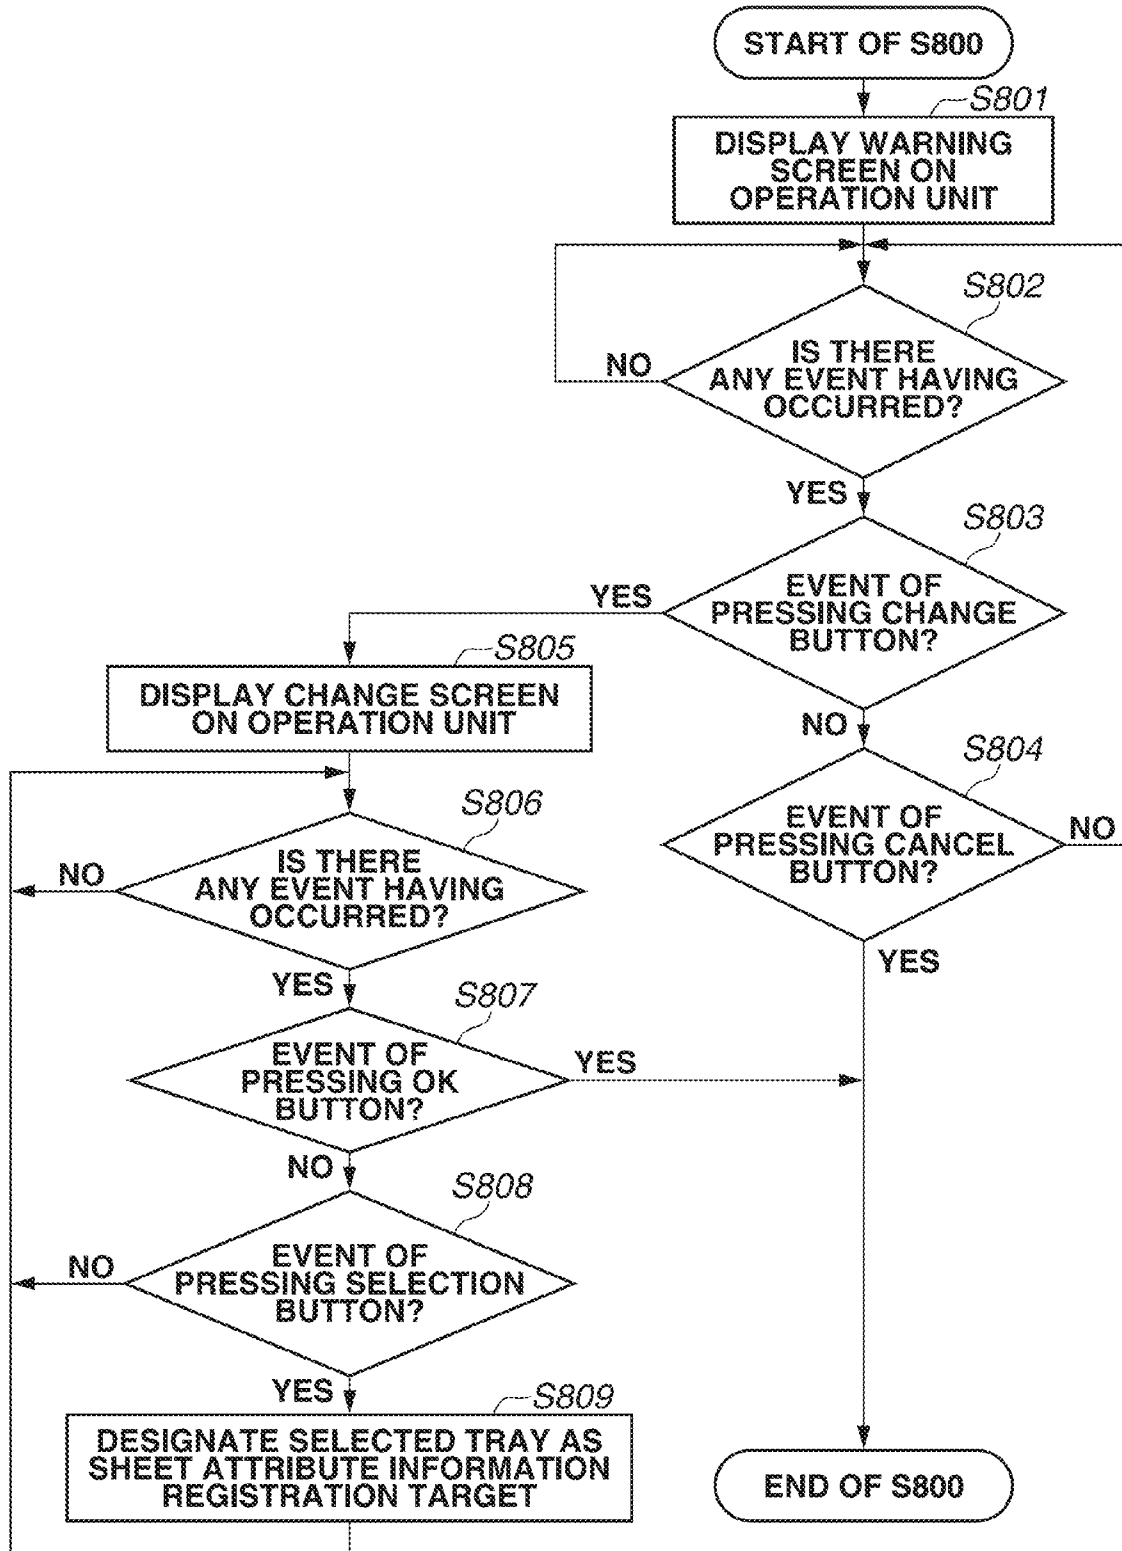 START OF S800
S801
DISPLAY WARNING
SCREEN ON
OPERATION UNIT
S802
IS THERE
ANY EVENT HAVING
OCCURRED?
NO
YES
S803
EVENT OF
PRESSING CHANGE
BUTTON?
YES
NO
S804
EVENT OF
PRESSING CANCEL
BUTTON?
NO
YES
S805
DISPLAY CHANGE SCREEN
ON OPERATION UNIT
S806
IS THERE
ANY EVENT HAVING
OCCURRED?
NO
YES
S807
EVENT OF
PRESSING OK
BUTTON?
YES
NO
S808
EVENT OF
PRESSING SELECTION
BUTTON?
NO
YES
S809
DESIGNATE SELECTED TRAY AS
SHEET ATTRIBUTE INFORMATION
REGISTRATION TARGET
END OF S800